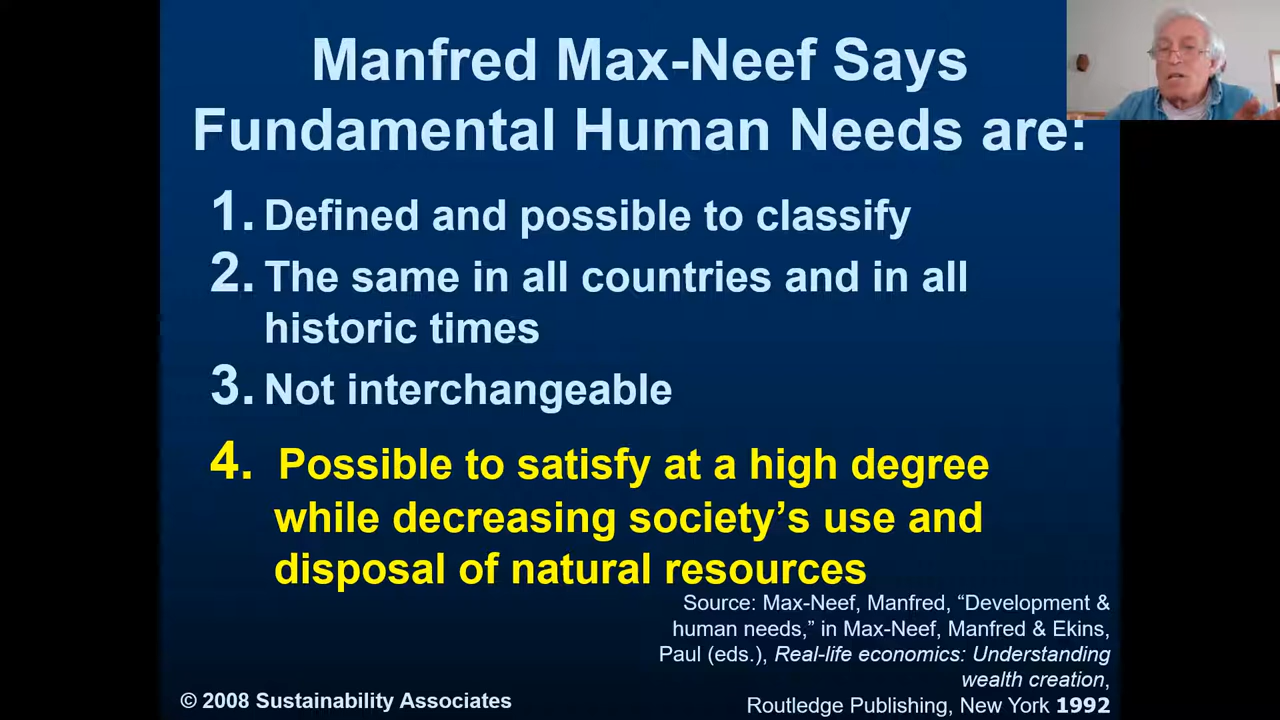 Manfred Max-Neef Says
Fundamental Human Needs are:
1. Defined and possible to classify
2. The same in all countries and in all
historic times
3. Not interchangeable
4. Possible to satisfy at a high degree
while decreasing society’s use and
disposal of natural resources
Source: Max-Neef, Manfred, “Development &
human needs,” in Max-Neef, Manfred & Ekins,
Paul (eds.), Real-life economics: Understanding
wealth creation,
Routledge Publishing, New York 1992
© 2008 Sustainability Associates